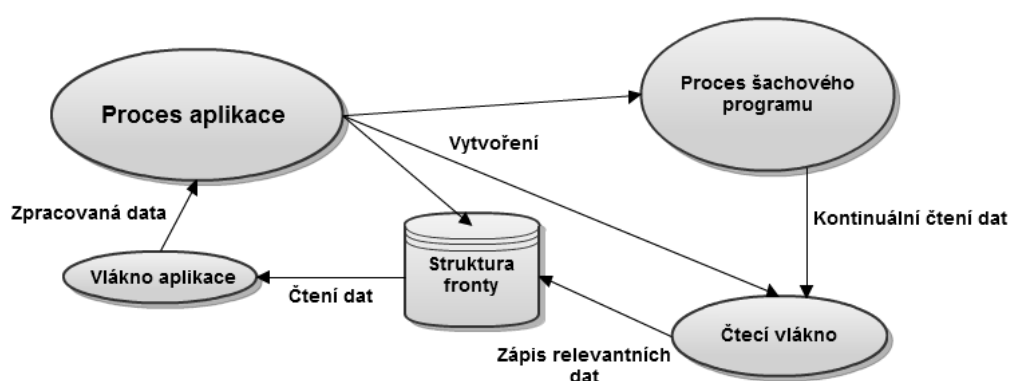 Proces aplikace
Proces šachového
programu
Vytvoření
Zpracovaná data
Kontinuální čtení dat
Struktura
fronty
Vlákno aplikace
Čtení dat
Čtecí vlákno
Zápis relevantních
dat